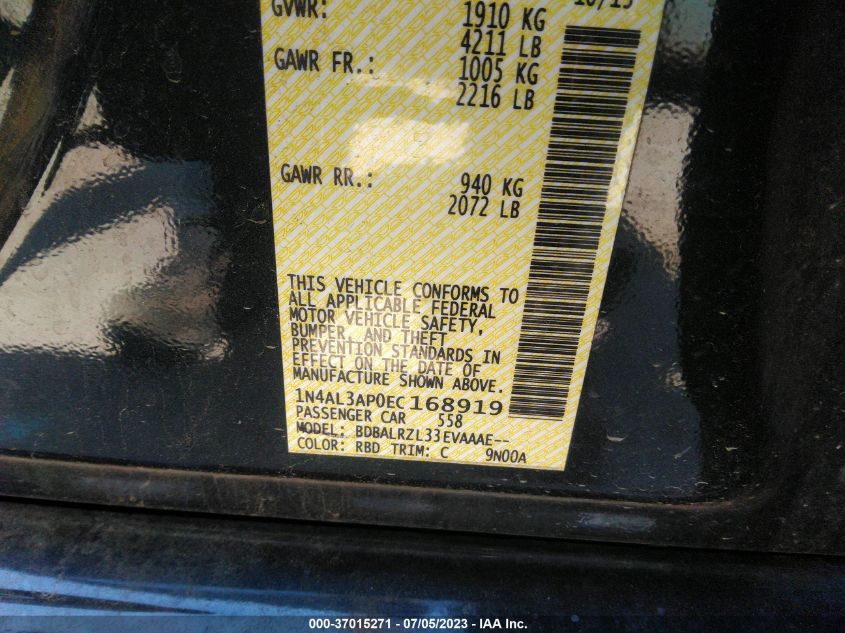 10/13
GVWR: 1910 KG
4211 LB
GAWR FR.: 1005 KG
2216 LB
GAWR RR.: 940 KG
2072 LB
THIS VEHICLE CONFORMS TO
ALL APPLICABLE FEDERAL
MOTOR VEHICLE SAFETY,
BUMPER, AND THEFT
PREVENTION STANDARDS IN
EFFECT ON THE DATE OF
MANUFACTURE SHOWN ABOVE.
1N4AL3AP0EC168919
PASSENGER CAR 558
MODEL: BDBALRZL33EVAAAE--
COLOR: RBD TRIM: C 9N00A
000-37015271 - 07/05/2023 - IAA Inc.